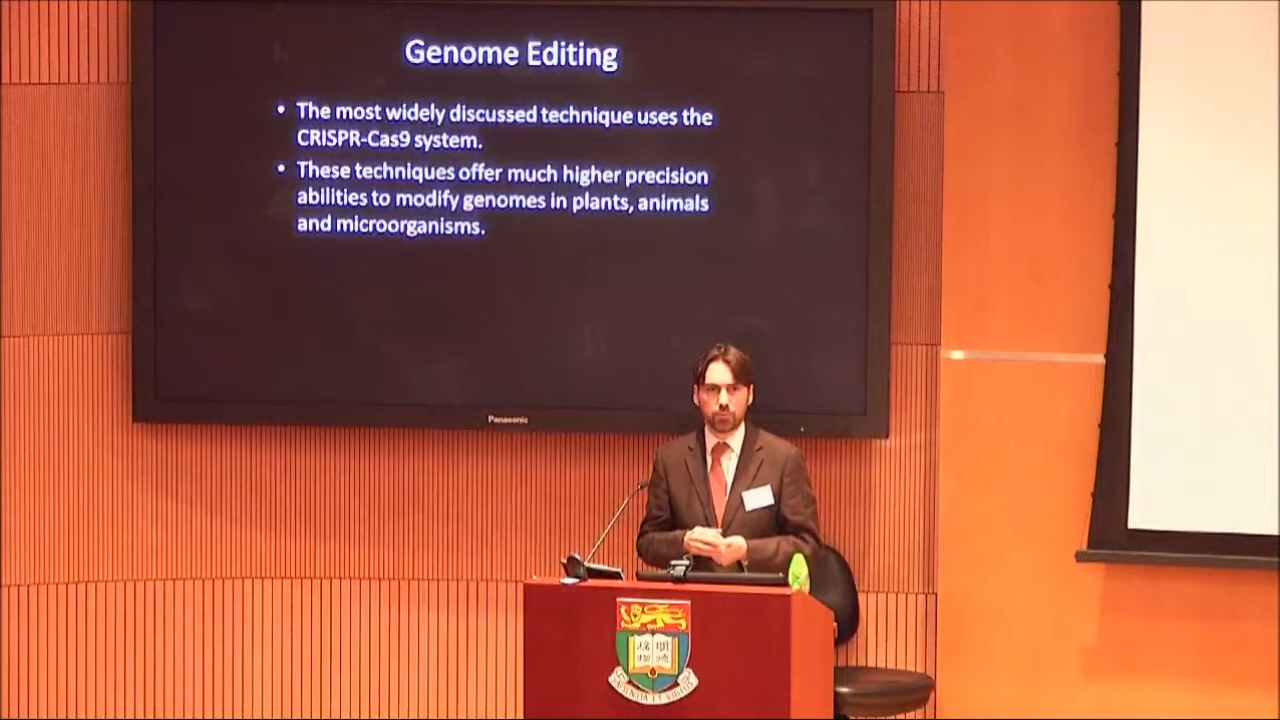 Genome Editing
• The most widely discussed technique uses the
CRISPR-Cas9 system.
• These techniques offer much higher precision
abilities to modify genomes in plants, animals
and microorganisms.
Panasonic